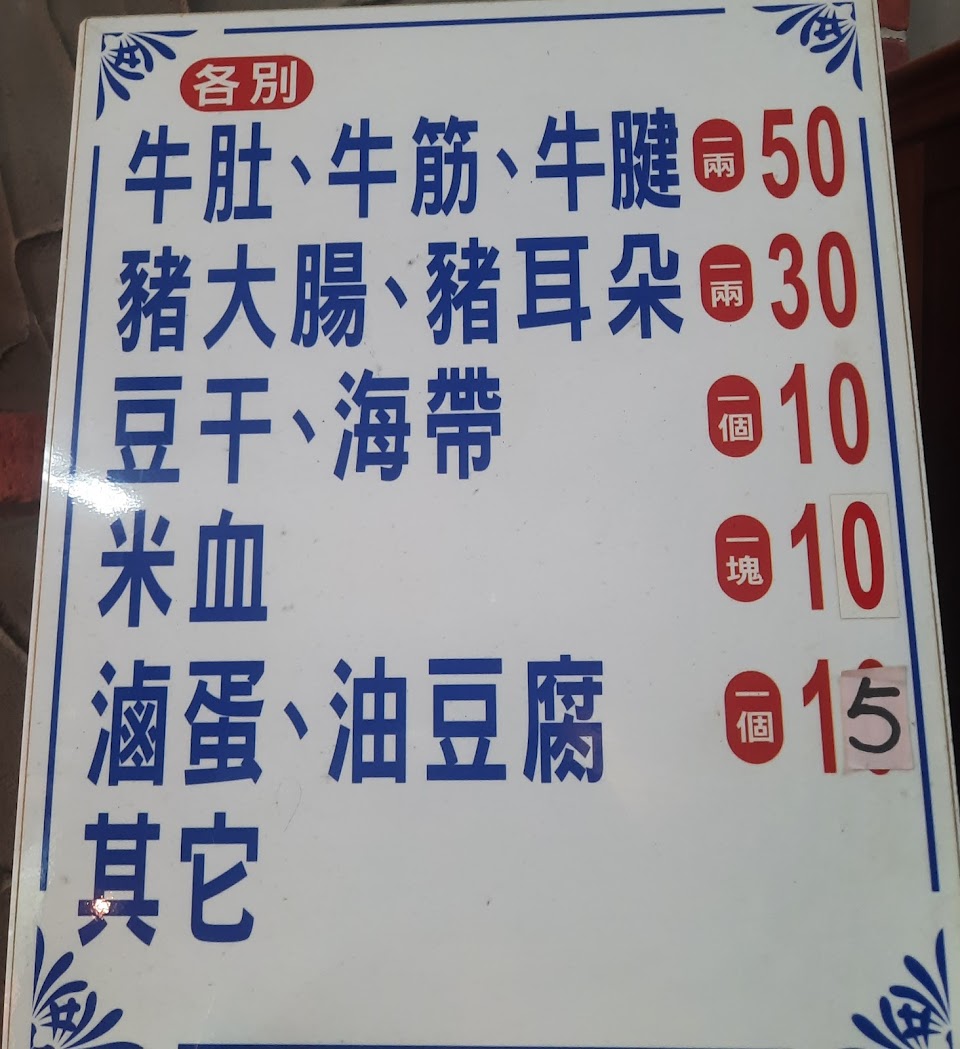 各別
牛肚、牛筋、牛腱 一兩 50
豬大腸、豬耳朵 一兩 30
豆干、海帶 一個 10
米血 一塊 10
滷蛋、油豆腐 一個 15
其它